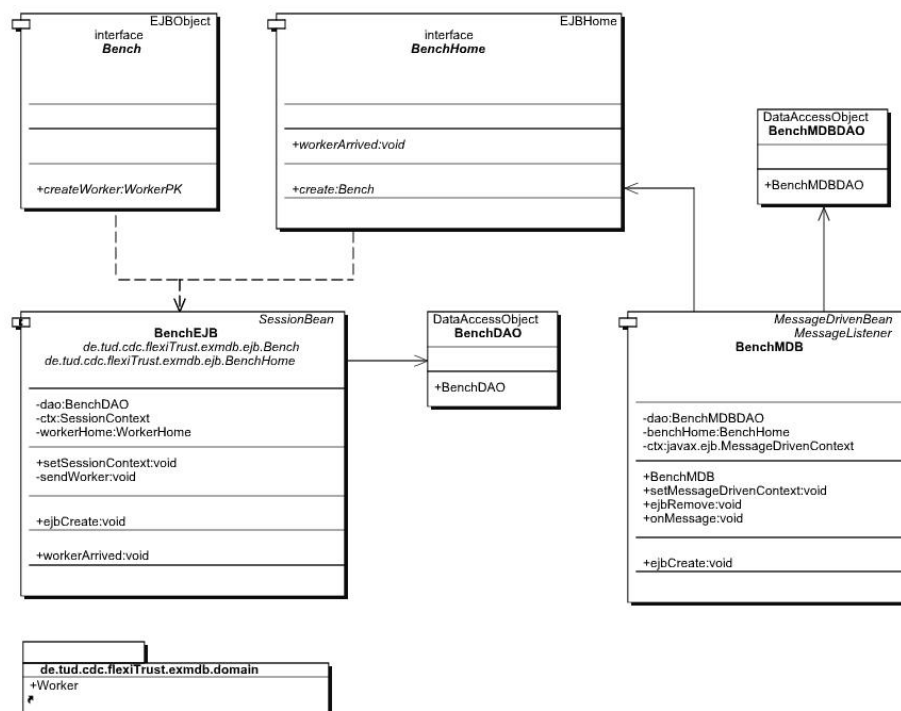 EJBObject
interface
Bench
+createWorker:WorkerPK
EJBHome
interface
BenchHome
+workerArrived:void
+create:Bench
DataAccessObject
BenchMDBDAO
+BenchMDBDAO
SessionBean
BenchEJB
de.tud.cdc.flexiTrust.exmdb.ejb.Bench
de.tud.cdc.flexiTrust.exmdb.ejb.BenchHome
-dao:BenchDAO
-ctx:SessionContext
-workerHome:WorkerHome
+setSessionContext:void
-sendWorker:void
+ejbCreate:void
+workerArrived:void
DataAccessObject
BenchDAO
+BenchDAO
MessageDrivenBean
MessageListener
BenchMDB
-dao:BenchMDBDAO
-benchHome:BenchHome
-ctx:javax.ejb.MessageDrivenContext
+BenchMDB
+setMessageDrivenContext:void
+ejbRemove:void
+onMessage:void
+ejbCreate:void
de.tud.cdc.flexiTrust.exmdb.domain
+Worker